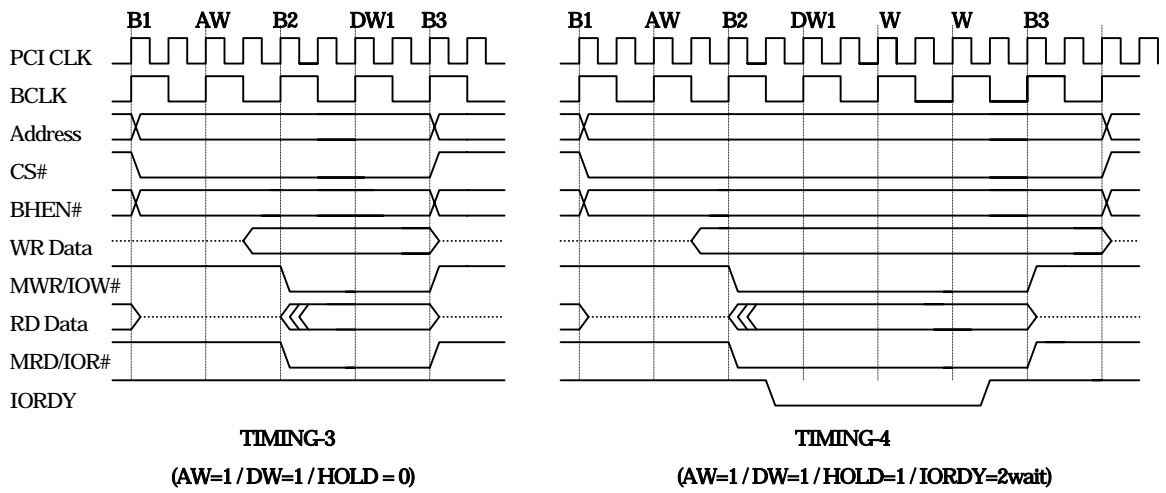 B1 AW B2 DW1 B3 B1 AW B2 DW1 W W B3
PCI CLK
BCLK
Address
CS#
BHEN#
WR Data
MWR/IOW#
RD Data
MRD/IOR#
IORDY
TIMING-3 TIMING-4
(AW=1 / DW=1 / HOLD = 0) (AW=1 / DW=1 / HOLD=1 / IORDY=2wait)